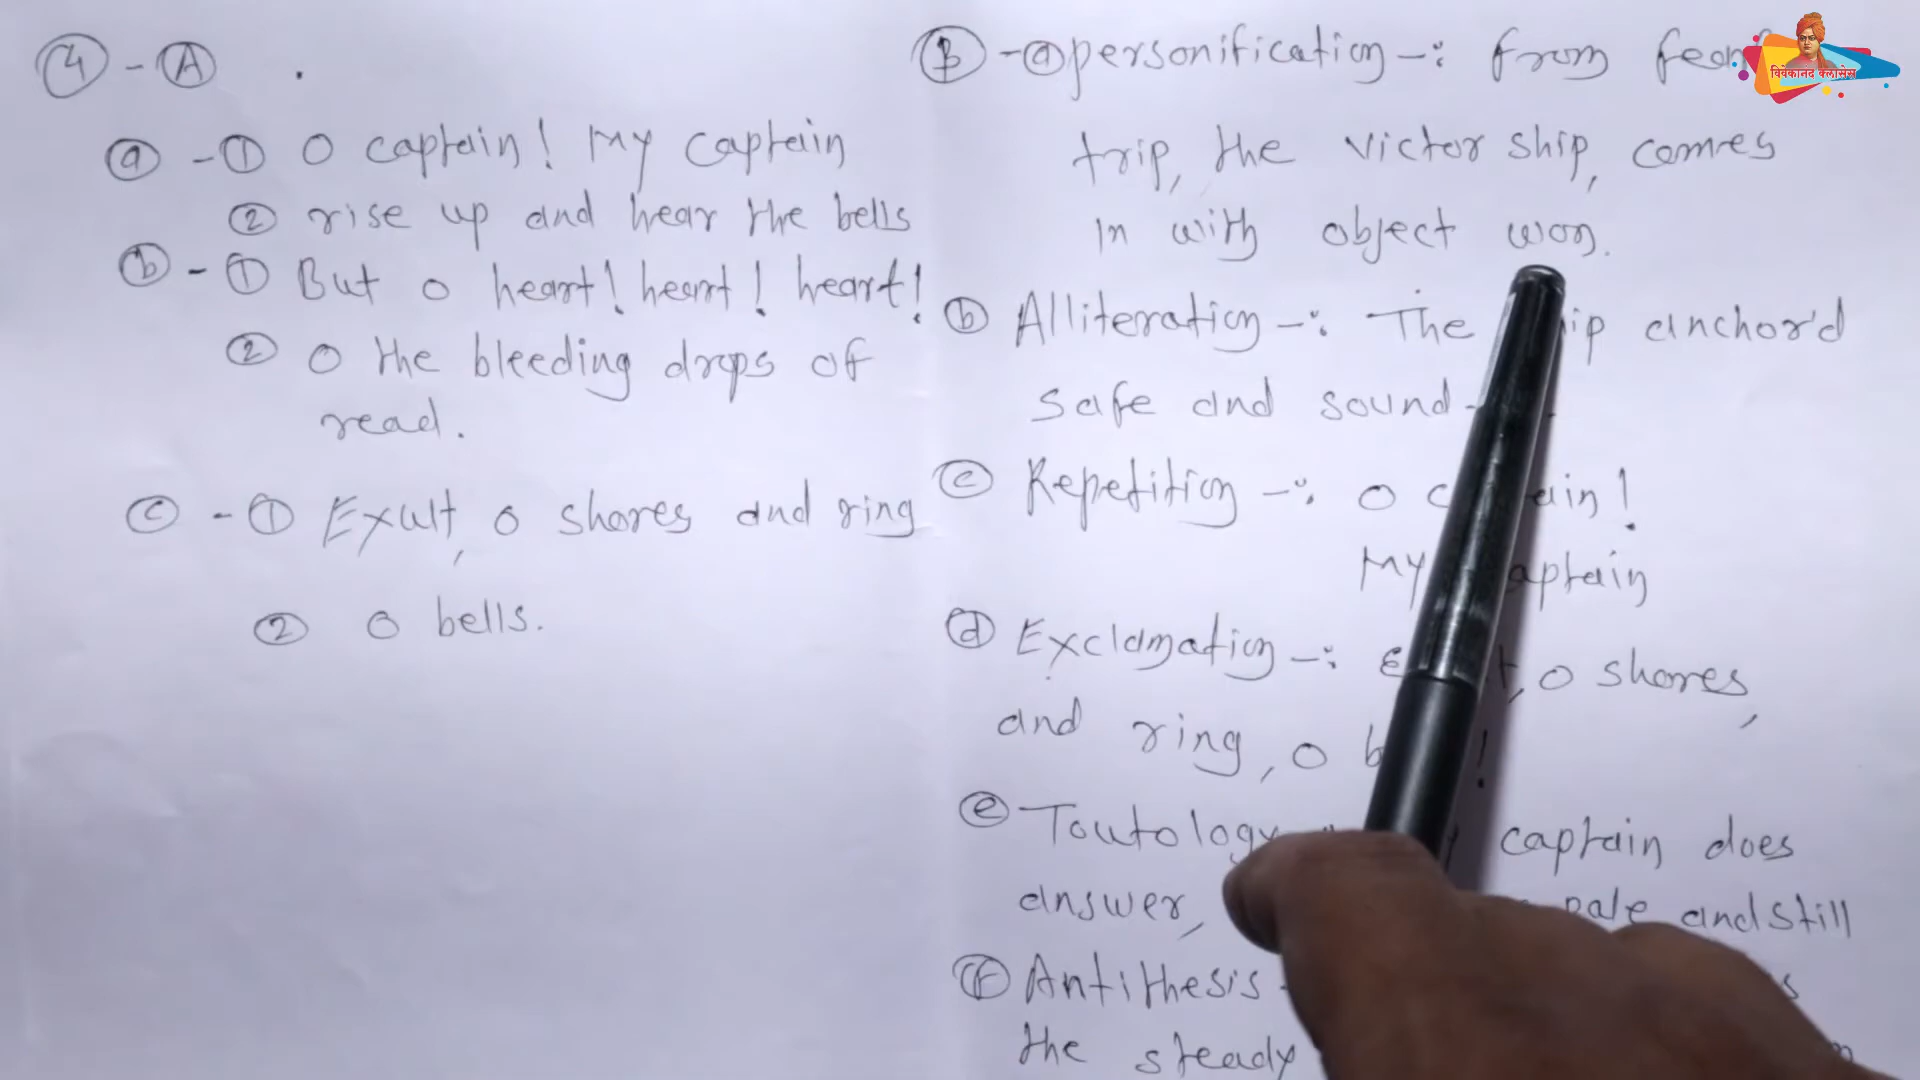 4 - A
a - 1 O captain! My captain
2 rise up and hear the bells
b - 1 But o heart! heart! heart!
2 O the bleeding drops of
read.
c - 1 Exult, o shores and ring
2 O bells.
B - a personification -: From
trip, the victor ship, comes
in with object won.
b Alliteration -: The anchor'd
safe and sound
c Repetition -: O
My
d Exclamation -: o shores,
and ring, o
e Toutology captain does
answer, pale and still
F Antithesis
the steady
विवेकानंद क्लासेस